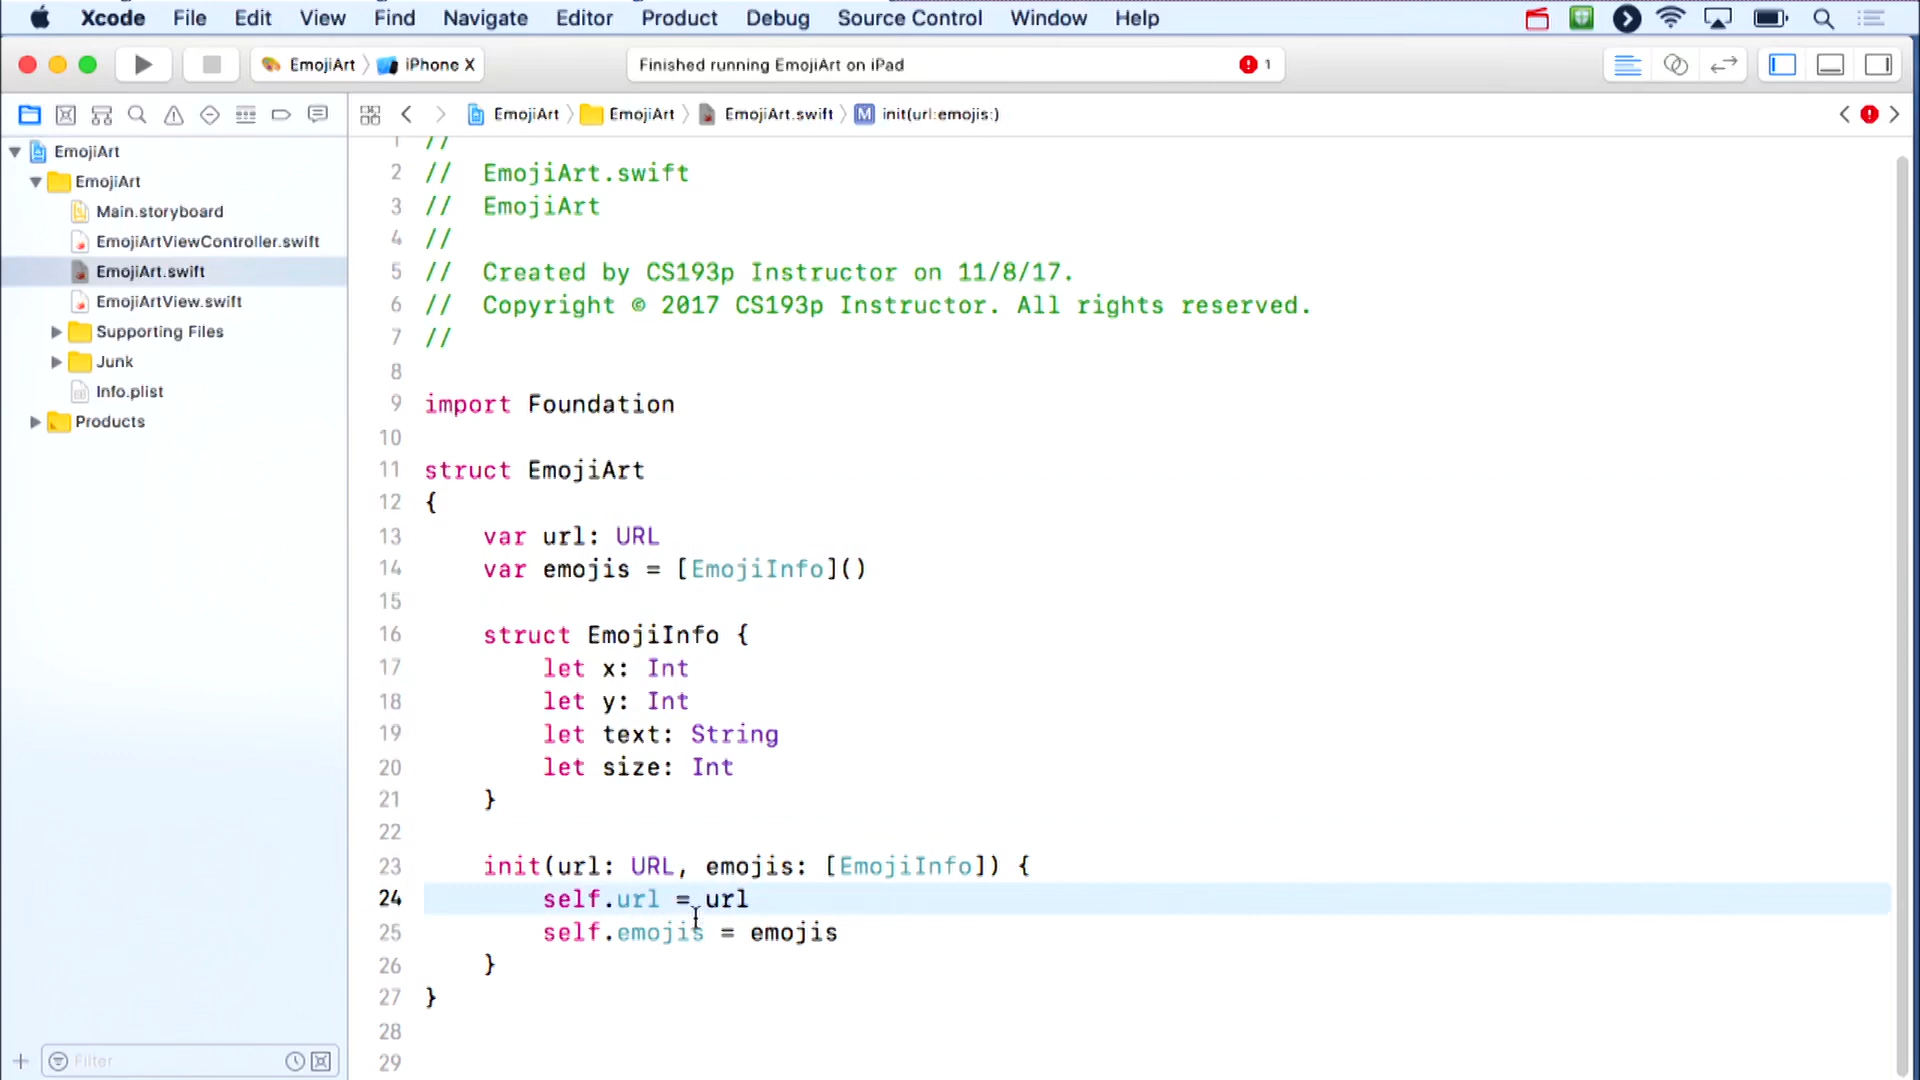 Xcode File Edit View Find Navigate Editor Product Debug Source Control Window Help
EmojiArt iPhone X Finished running EmojiArt on iPad 1
EmojiArt EmojiArt EmojiArt.swift M init(url:emojis:)
EmojiArt
EmojiArt
Main.storyboard
EmojiArtViewController.swift
EmojiArt.swift
EmojiArtView.swift
Supporting Files
Junk
Info.plist
Products
Filter
1 //
2 // EmojiArt.swift
3 // EmojiArt
4 //
5 // Created by CS193p Instructor on 11/8/17.
6 // Copyright © 2017 CS193p Instructor. All rights reserved.
7 //
8
9 import Foundation
10
11 struct EmojiArt
12 {
13 var url: URL
14 var emojis = [EmojiInfo]()
15
16 struct EmojiInfo {
17 let x: Int
18 let y: Int
19 let text: String
20 let size: Int
21 }
22
23 init(url: URL, emojis: [EmojiInfo]) {
24 self.url = url
25 self.emojis = emojis
26 }
27 }
28
29